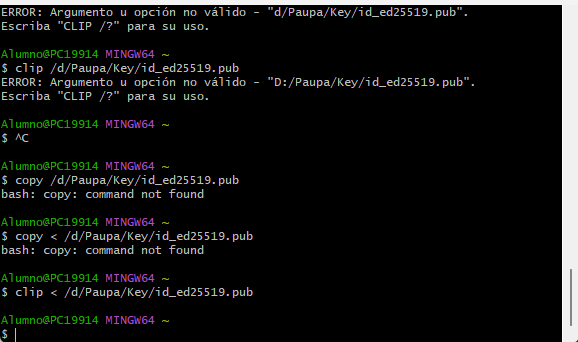 ERROR: Argumento u opción no válido - "d/Paupa/Key/id_ed25519.pub".
Escriba "CLIP /?" para su uso.
Alumno@PC19914 MINGW64 ~
$ clip /d/Paupa/Key/id_ed25519.pub
ERROR: Argumento u opción no válido - "D:/Paupa/Key/id_ed25519.pub".
Escriba "CLIP /?" para su uso.
Alumno@PC19914 MINGW64 ~
$ ^C
Alumno@PC19914 MINGW64 ~
$ copy /d/Paupa/Key/id_ed25519.pub
bash: copy: command not found
Alumno@PC19914 MINGW64 ~
$ copy < /d/Paupa/Key/id_ed25519.pub
bash: copy: command not found
Alumno@PC19914 MINGW64 ~
$ clip < /d/Paupa/Key/id_ed25519.pub
Alumno@PC19914 MINGW64 ~
$